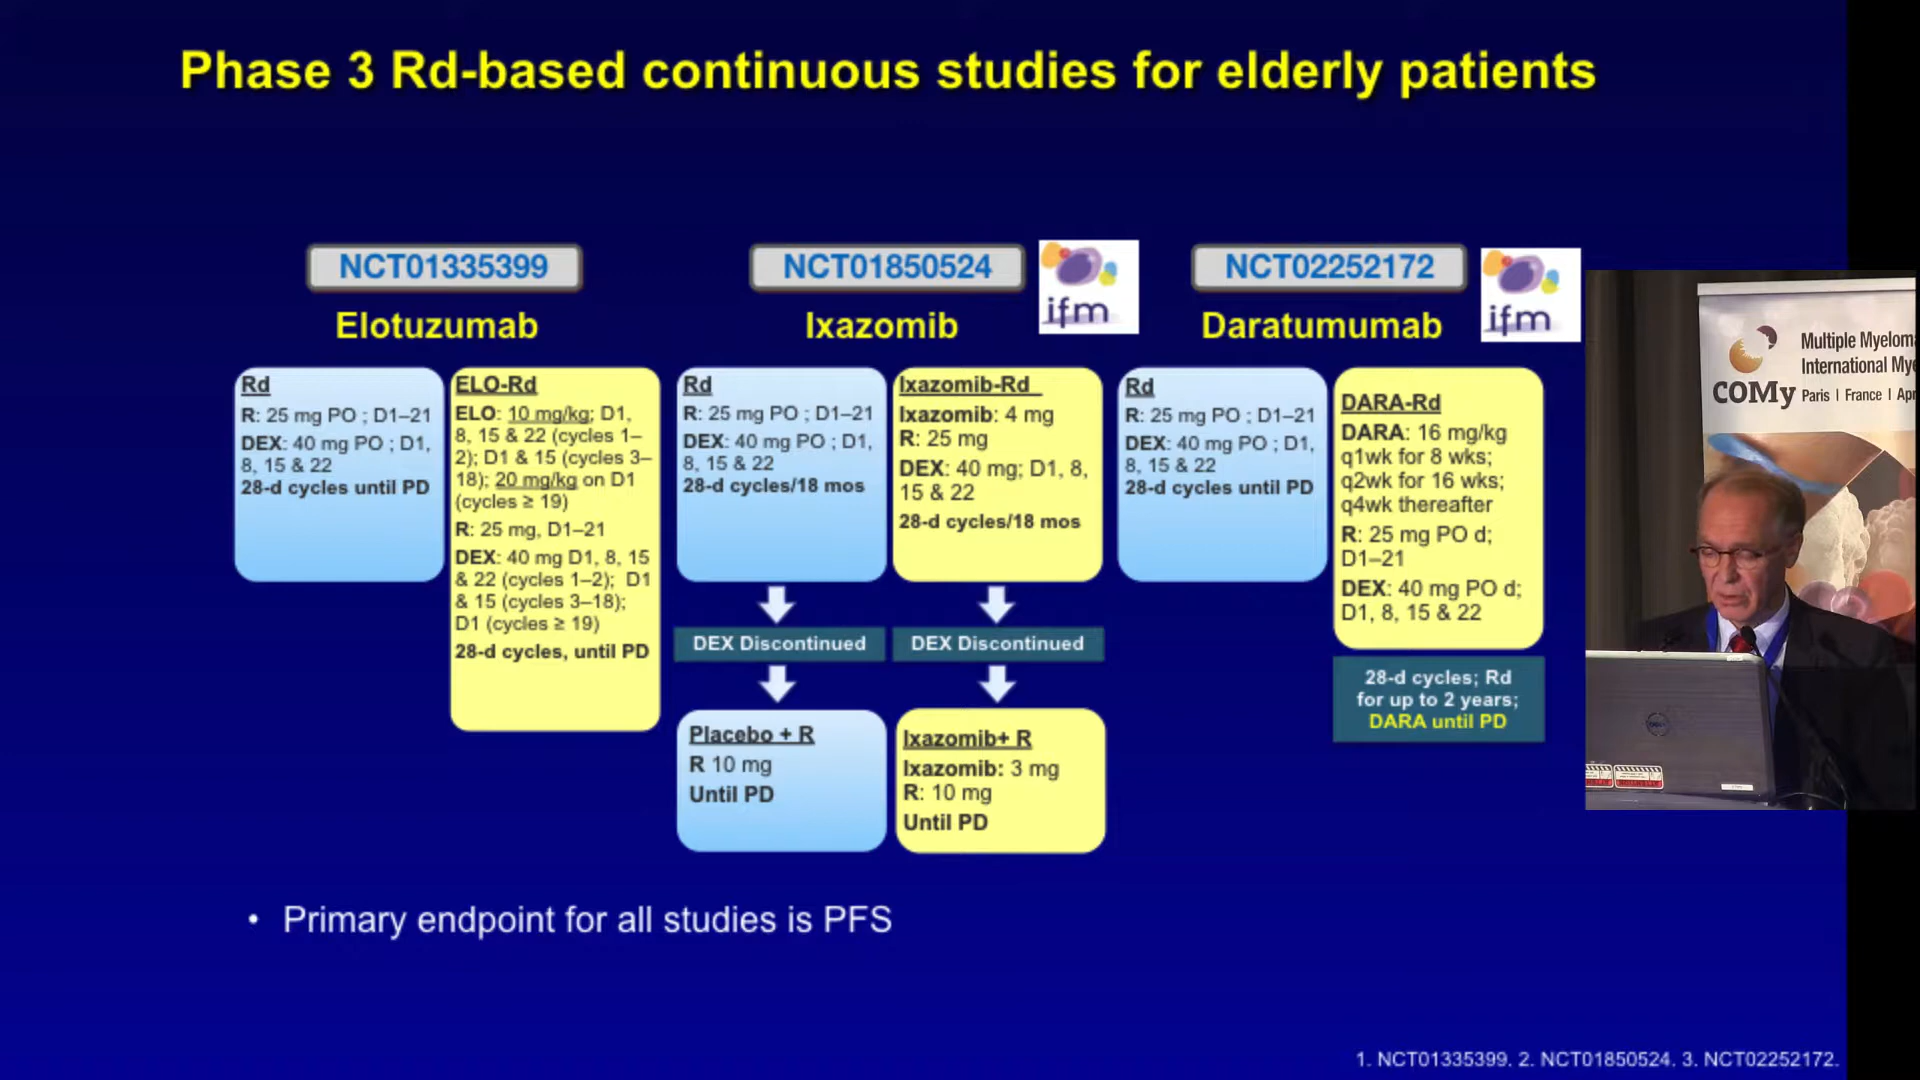 Phase 3 Rd-based continuous studies for elderly patients
NCT01335399
Elotuzumab
Rd
R: 25 mg PO ; D1–21
DEX: 40 mg PO ; D1,
8, 15 & 22
28-d cycles until PD
ELO-Rd
ELO: 10 mg/kg; D1,
8, 15 & 22 (cycles 1–
2); D1 & 15 (cycles 3–
18); 20 mg/kg on D1
(cycles ≥ 19)
R: 25 mg, D1–21
DEX: 40 mg D1, 8, 15
& 22 (cycles 1–2); D1
& 15 (cycles 3–18);
D1 (cycles ≥ 19)
28-d cycles, until PD
NCT01850524
ifm
Ixazomib
Rd
R: 25 mg PO ; D1–21
DEX: 40 mg PO ; D1,
8, 15 & 22
28-d cycles/18 mos
Ixazomib-Rd
Ixazomib: 4 mg
R: 25 mg
DEX: 40 mg; D1, 8,
15 & 22
28-d cycles/18 mos
DEX Discontinued
DEX Discontinued
Placebo + R
R 10 mg
Until PD
Ixazomib+ R
Ixazomib: 3 mg
R: 10 mg
Until PD
NCT02252172
ifm
Daratumumab
Rd
R: 25 mg PO ; D1–21
DEX: 40 mg PO ; D1,
8, 15 & 22
28-d cycles until PD
DARA-Rd
DARA: 16 mg/kg
q1wk for 8 wks;
q2wk for 16 wks;
q4wk thereafter
R: 25 mg PO d;
D1–21
DEX: 40 mg PO d;
D1, 8, 15 & 22
28-d cycles; Rd
for up to 2 years;
DARA until PD
• Primary endpoint for all studies is PFS
1. NCT01335399. 2. NCT01850524. 3. NCT02252172.
COMy
Multiple Myelom
International Mye
Paris | France | Apr
DELL